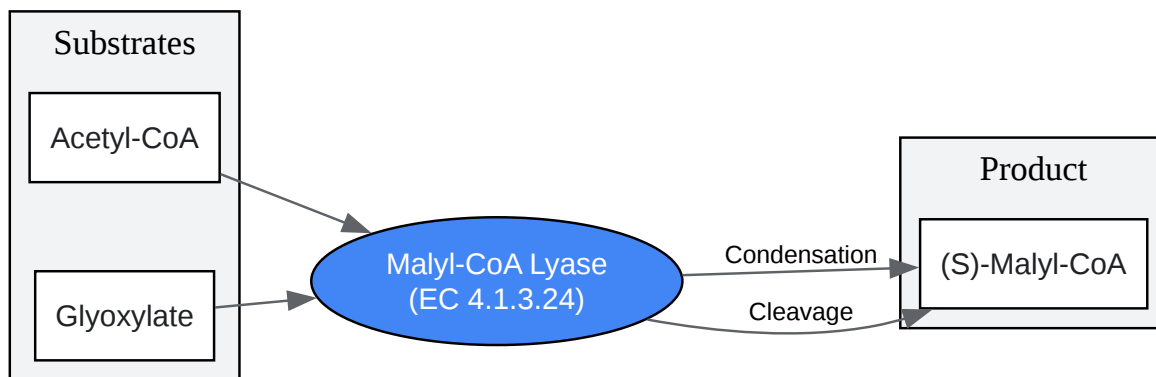 Substrates
Acetyl-CoA
Glyoxylate
Malyl-CoA Lyase
(EC 4.1.3.24)
Condensation
Cleavage
Product
(S)-Malyl-CoA